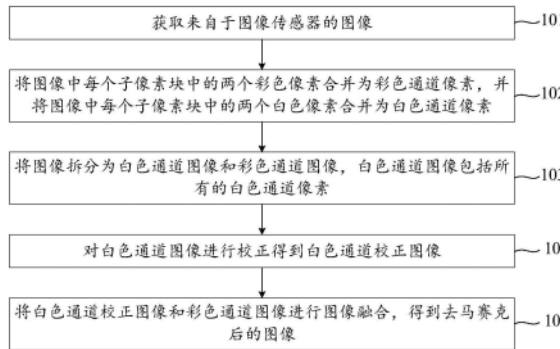 获取来自于图像传感器的图像
将图像中每个子像素块中的两个彩色像素合并为彩色通道像素，并
将图像中每个子像素块中的两个白色像素合并为白色通道像素
将图像拆分为白色通道图像和彩色通道图像，白色通道图像包括所
有的白色通道像素
对白色通道图像进行校正得到白色通道校正图像
将白色通道校正图像和彩色通道图像进行图像融合，得到去马赛克
后的图像